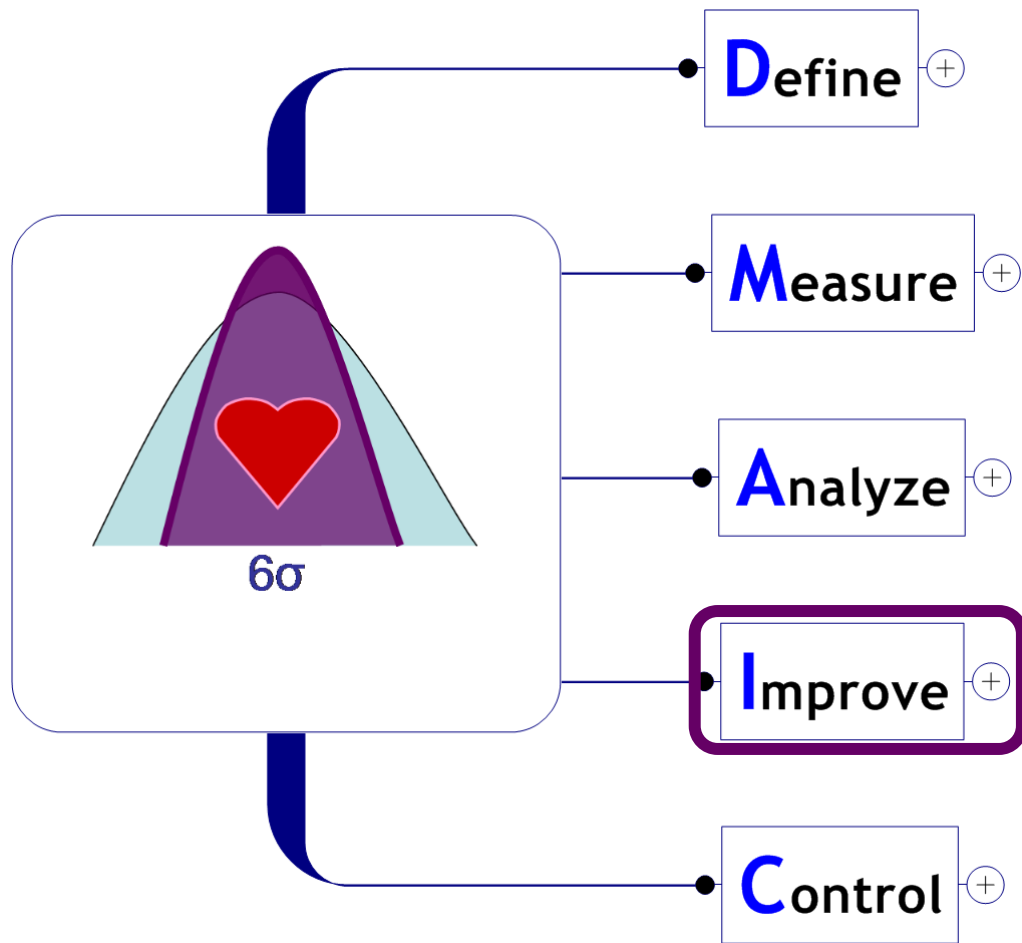 Define
Measure
Analyze
6σ
Improve
Control